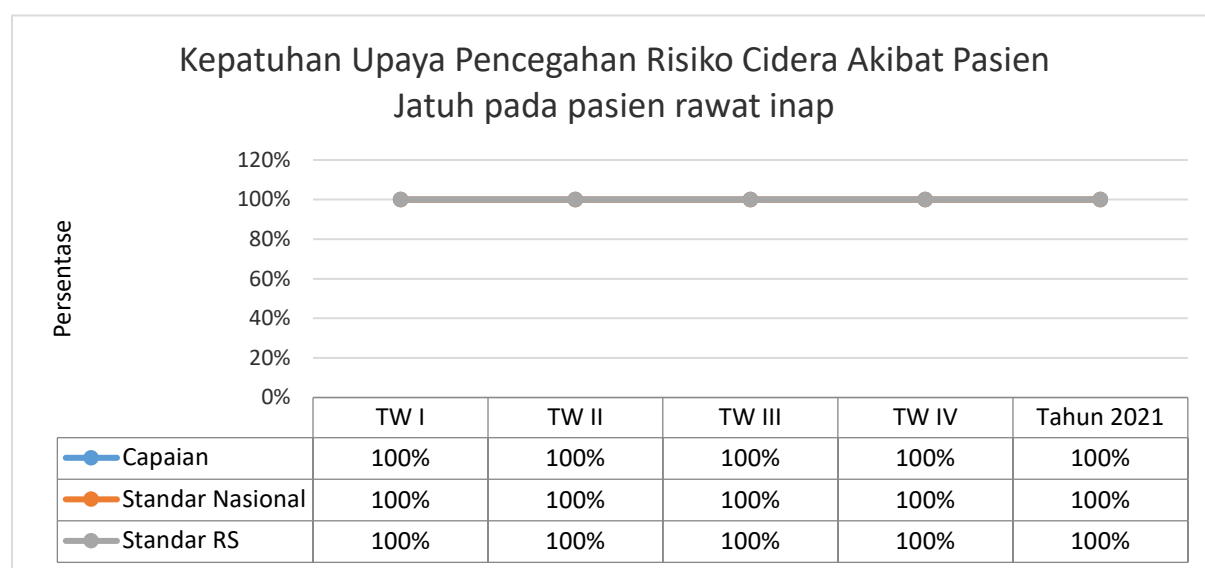 Kepatuhan Upaya Pencegahan Risiko Cidera Akibat Pasien
Jatuh pada pasien rawat inap
Persentase
120%
100%
80%
60%
40%
20%
0%
TW I TW II TW III TW IV Tahun 2021
Capaian 100% 100% 100% 100% 100%
Standar Nasional 100% 100% 100% 100% 100%
Standar RS 100% 100% 100% 100% 100%